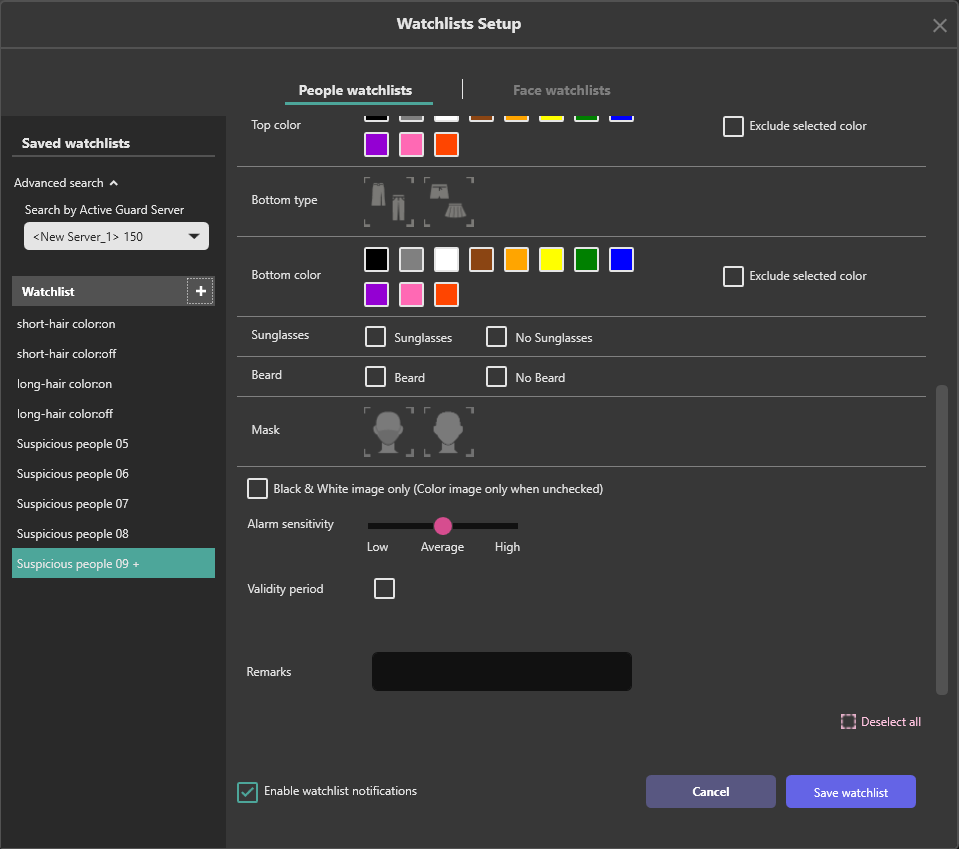 Watchlists Setup
People watchlists
Face watchlists
Saved watchlists
Advanced search
Search by Active Guard Server
<New Server_1> 150
Watchlist
short-hair color:on
short-hair color:off
long-hair color:on
long-hair color:off
Suspicious people 05
Suspicious people 06
Suspicious people 07
Suspicious people 08
Suspicious people 09 +
Top color
Exclude selected color
Bottom type
Bottom color
Exclude selected color
Sunglasses
Sunglasses
No Sunglasses
Beard
Beard
No Beard
Mask
Black & White image only (Color image only when unchecked)
Alarm sensitivity
Low
Average
High
Validity period
Remarks
Deselect all
Enable watchlist notifications
Cancel
Save watchlist